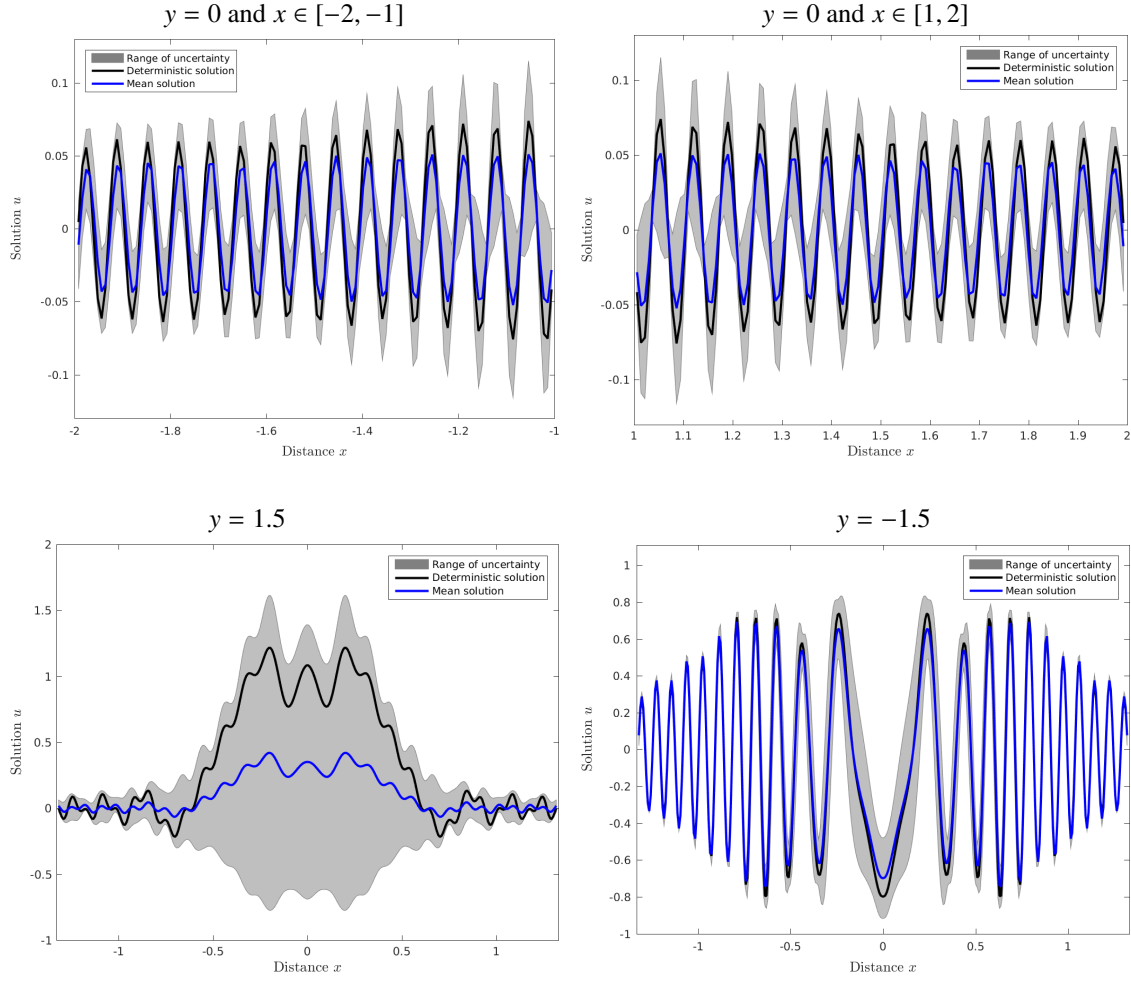 y = 0 and x ∈ [−2, −1]
Range of uncertainty
Deterministic solution
Mean solution
0.1
0.05
0
-0.05
-0.1
Solution u
-2 -1.8 -1.6 -1.4 -1.2 -1
Distance x
y = 0 and x ∈ [1, 2]
Range of uncertainty
Deterministic solution
Mean solution
0.1
0.05
0
-0.05
-0.1
Solution u
1 1.1 1.2 1.3 1.4 1.5 1.6 1.7 1.8 1.9 2
Distance x
y = 1.5
Range of uncertainty
Deterministic solution
Mean solution
2
1.5
1
0.5
0
-0.5
-1
Solution u
-1 -0.5 0 0.5 1
Distance x
y = −1.5
Range of uncertainty
Deterministic solution
Mean solution
1
0.8
0.6
0.4
0.2
0
-0.2
-0.4
-0.6
-0.8
-1
Solution u
-1 -0.5 0 0.5 1
Distance x